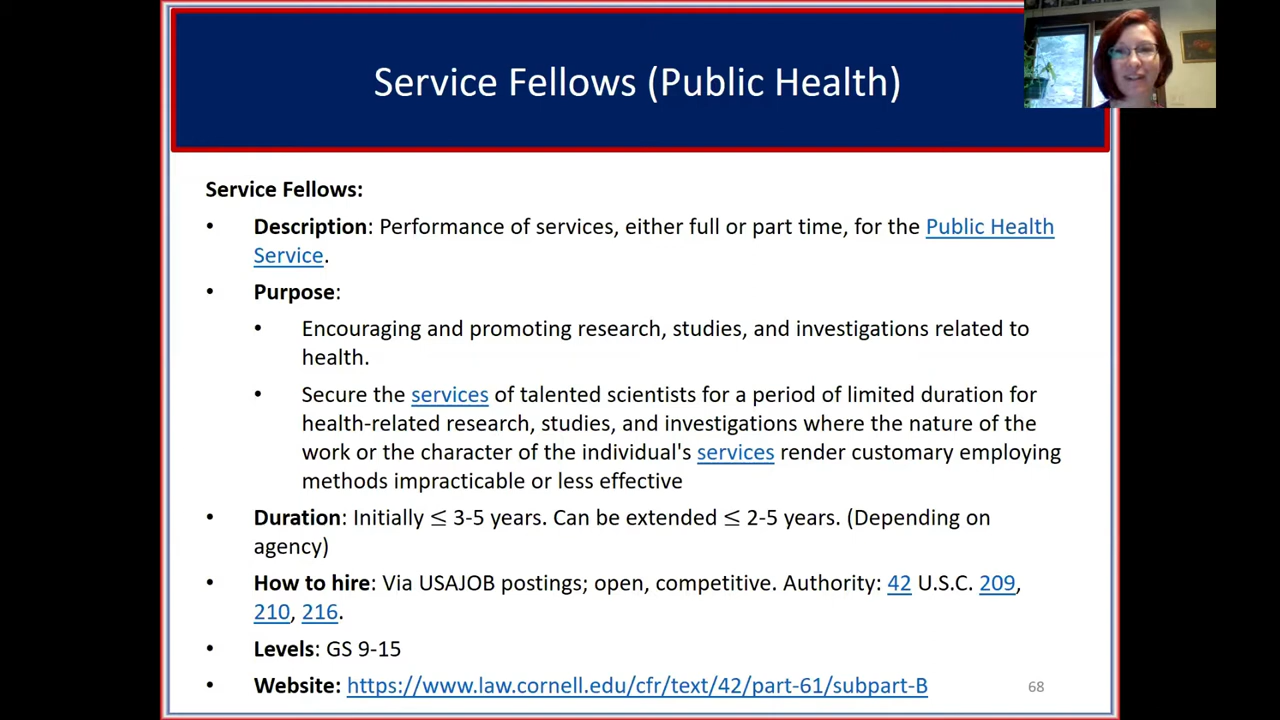 Service Fellows (Public Health)
Service Fellows:
• Description: Performance of services, either full or part time, for the Public Health
Service.
• Purpose:
• Encouraging and promoting research, studies, and investigations related to
health.
• Secure the services of talented scientists for a period of limited duration for
health-related research, studies, and investigations where the nature of the
work or the character of the individual's services render customary employing
methods impracticable or less effective
• Duration: Initially ≤ 3-5 years. Can be extended ≤ 2-5 years. (Depending on
agency)
• How to hire: Via USAJOB postings; open, competitive. Authority: 42 U.S.C. 209,
210, 216.
• Levels: GS 9-15
• Website: https://www.law.cornell.edu/cfr/text/42/part-61/subpart-B
68